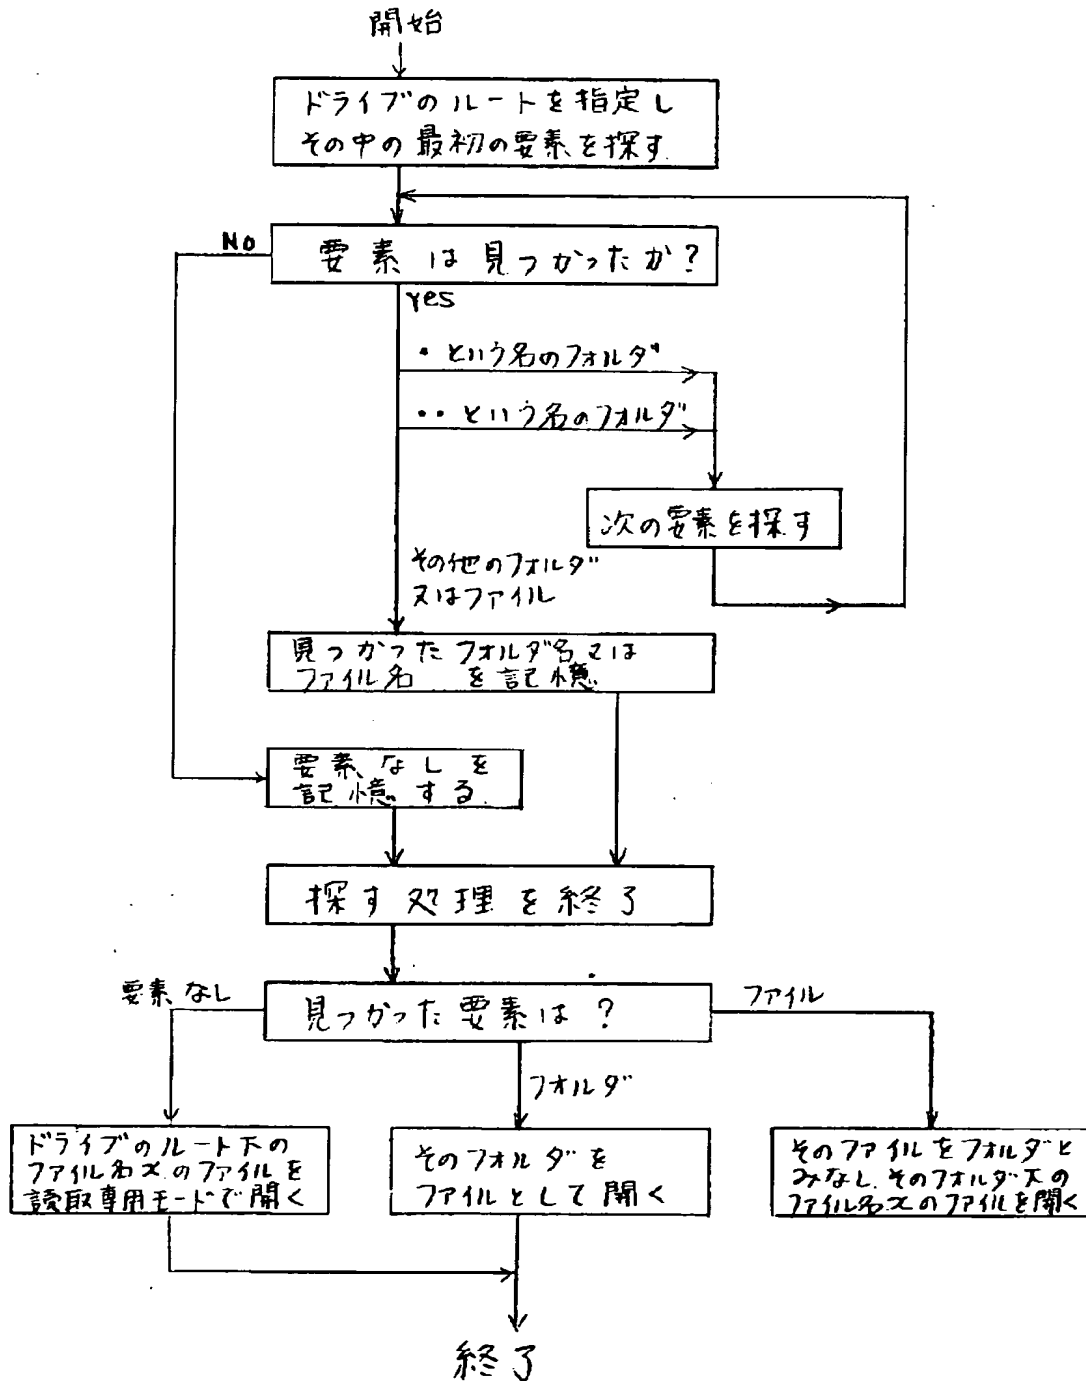 開始
ドライブのルートを指定し
その中の最初の要素を探す
No
要素は見つかったか?
yes
・という名のフォルダ
・・という名のフォルダ
次の要素を探す
その他のフォルダ
又はファイル
見つかったフォルダ名又は
ファイル名 を記憶
要素なしを
記憶する
探す処理を終了
要素なし
見つかった要素は?
ファイル
フォルダ
ドライブのルート下の
ファイル名xのファイルを
読取専用モードで開く
そのフォルダを
ファイルとして開く
そのファイルをフォルダと
みなし、そのフォルダ下の
ファイル名xのファイルを開く
終了